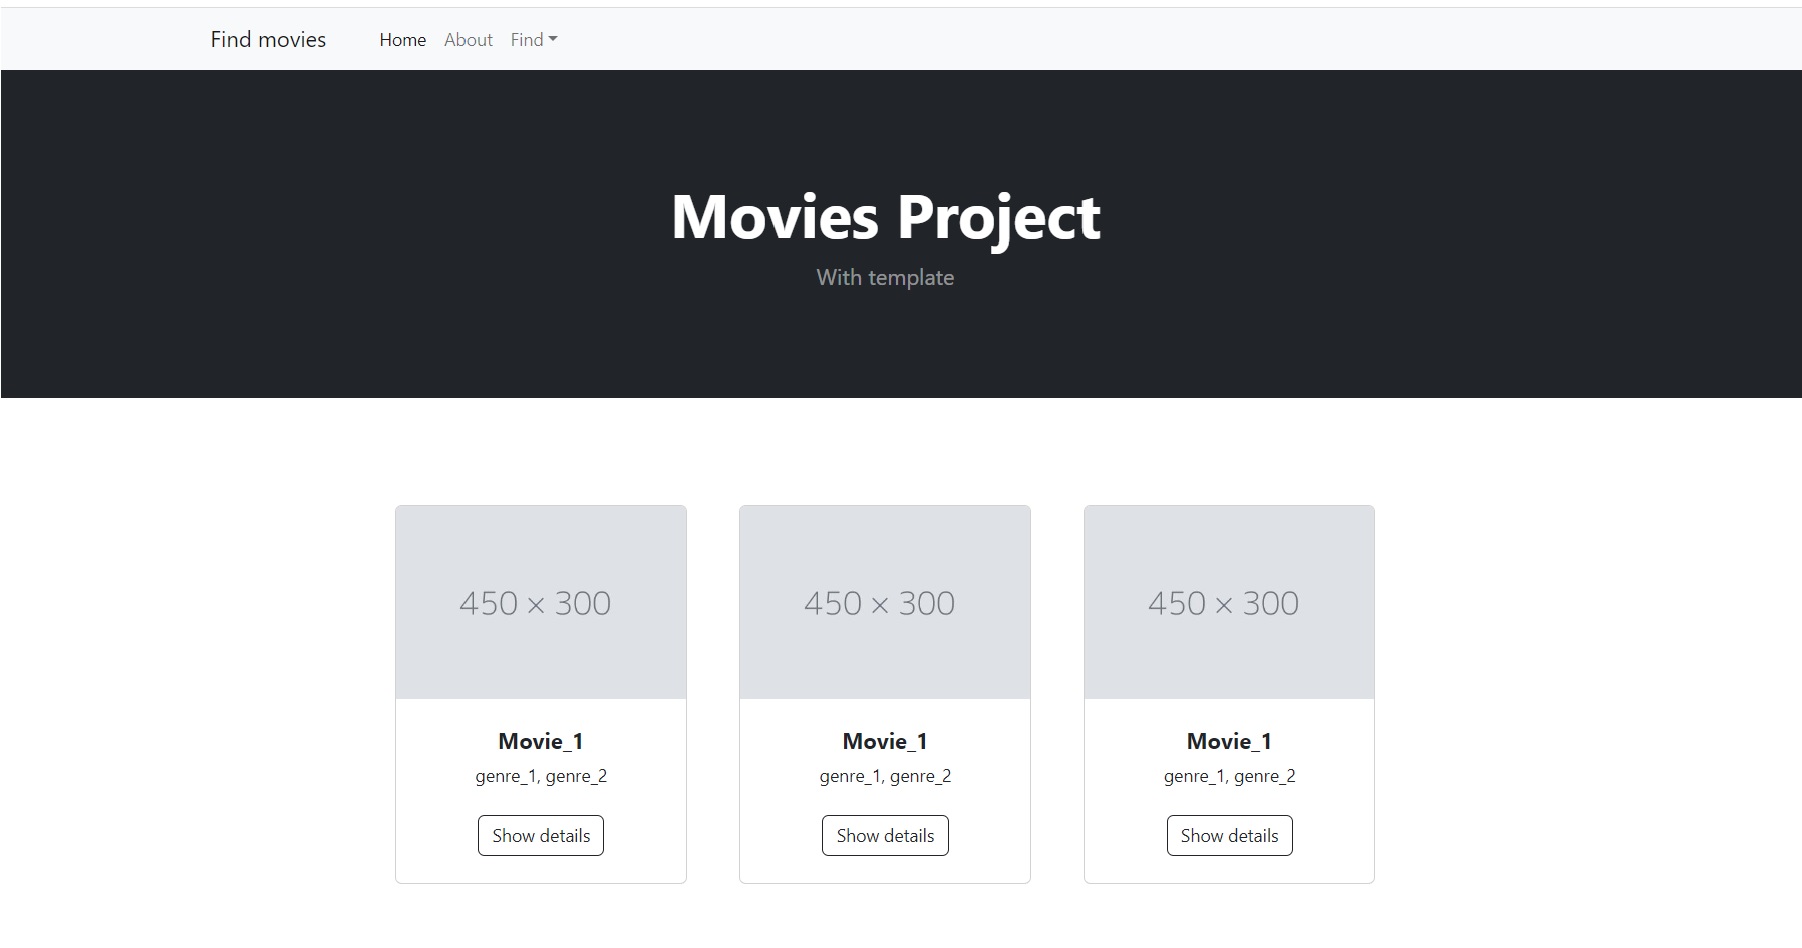 Find movies Home About Find
Movies Project
With template
450 × 300 450 × 300 450 × 300
Movie_1 Movie_1 Movie_1
genre_1, genre_2 genre_1, genre_2 genre_1, genre_2
Show details Show details Show details